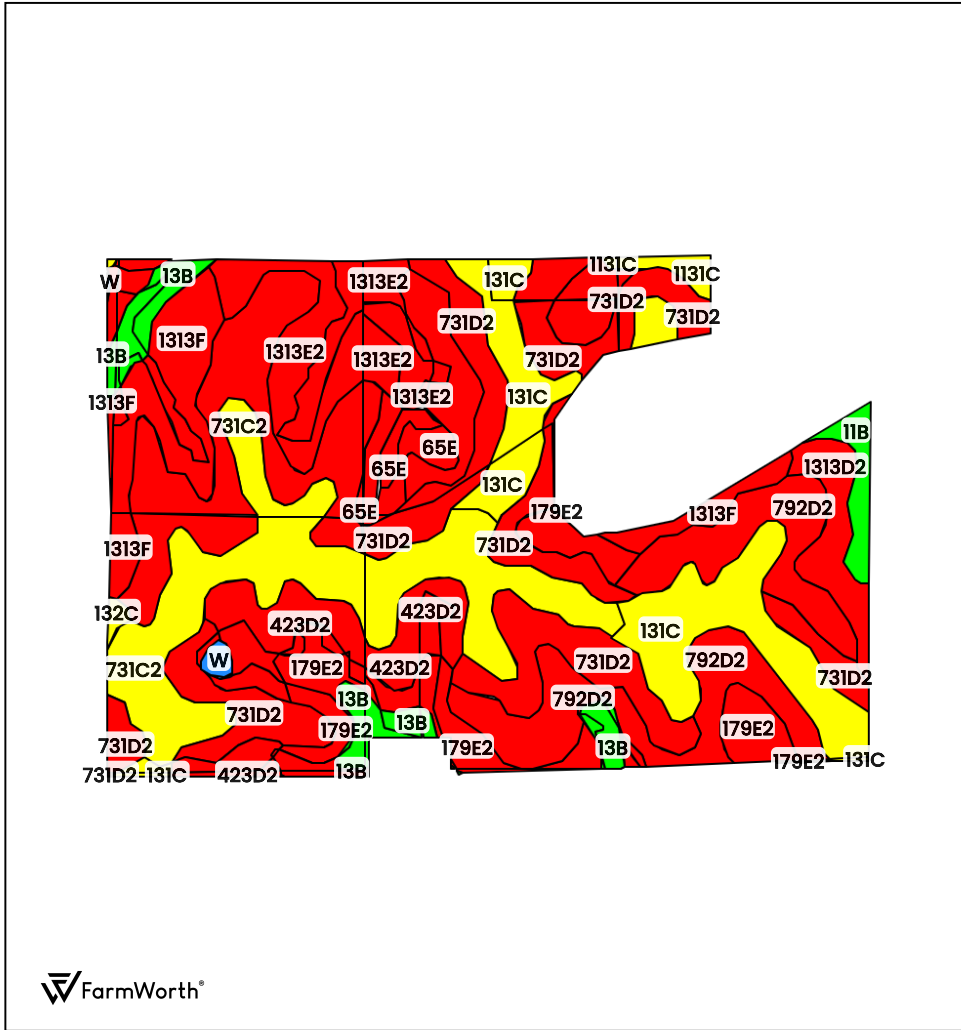 1131C
W
13B
1313E2
131C
1131C
731D2
731D2
731D2
1313F
1313E2
13B
1313E2
731D2
1313E2
131C
1313F
731C2
11B
65E
65E
1313D2
131C
792D2
65E
179E2
1313F
1313F
731D2
731D2
132C
423D2
423D2
131C
W
731C2
179E2
423D2
731D2
792D2
731D2
13B
792D2
731D2
13B
179E2
179E2
731D2
179E2
13B
731D2
131C
423D2
13B
179E2
131C
FarmWorth®